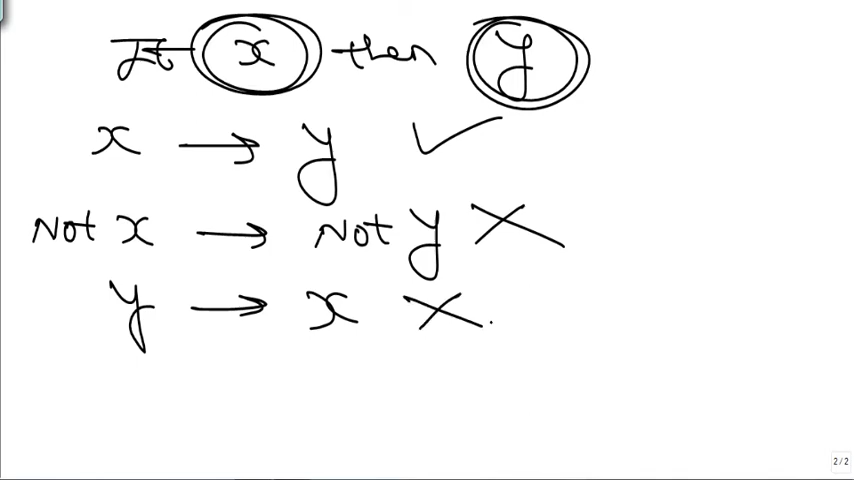 If x then y
x → y ✓
Not x → Not y ✗
y → x ✗
2 / 2